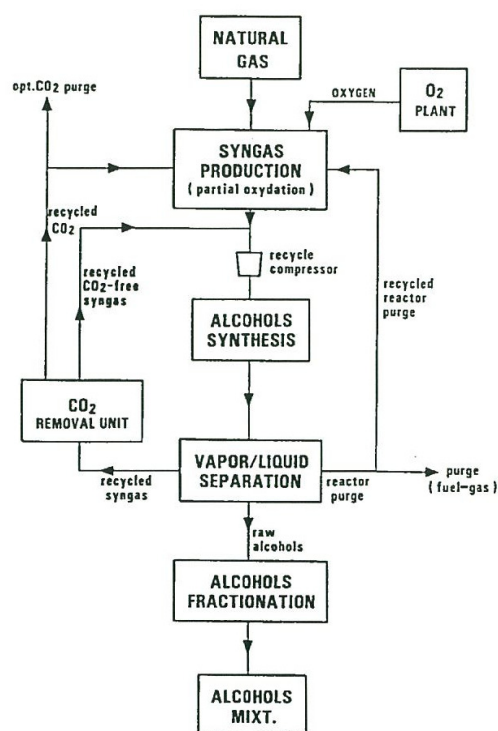 NATURAL
GAS
opt.CO2 purge
OXYGEN
O2
PLANT
SYNGAS
PRODUCTION
(partial oxydation)
recycled
CO2
recycled
CO2-free
syngas
recycle
compressor
recycled
reactor
purge
ALCOHOLS
SYNTHESIS
CO2
REMOVAL UNIT
VAPOR/LIQUID
SEPARATION
recycled
syngas
reactor
purge
purge
(fuel-gas)
raw
alcohols
ALCOHOLS
FRACTIONATION
ALCOHOLS
MIXT.